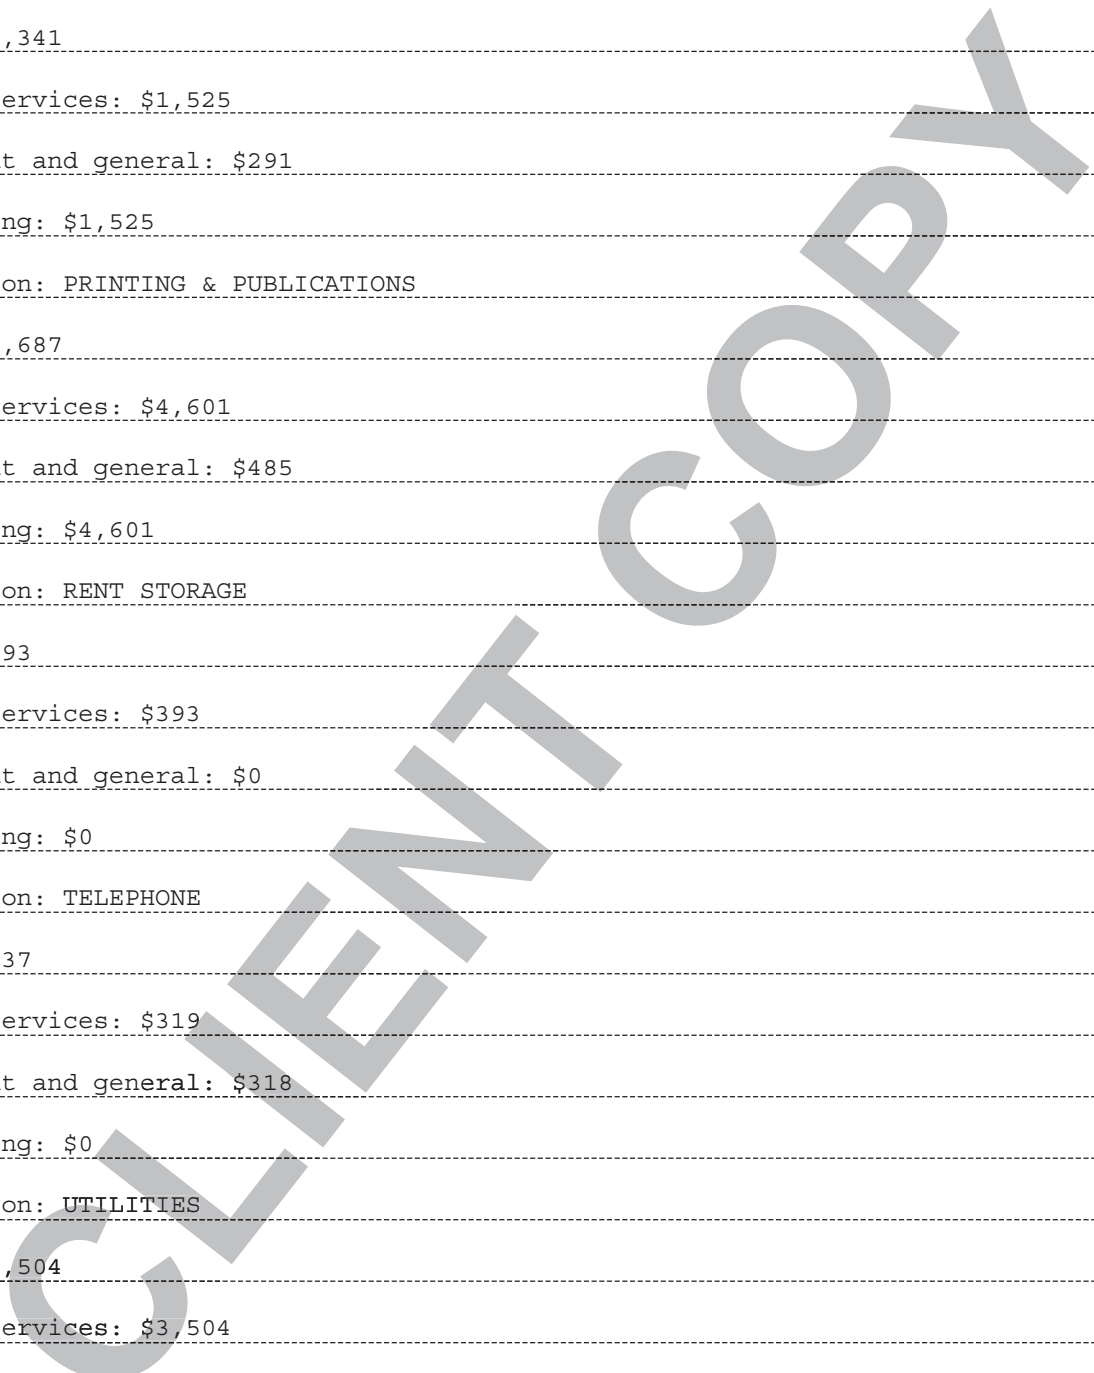 ,341
ervices: $1,525
t and general: $291
ng: $1,525
on: PRINTING & PUBLICATIONS
,687
ervices: $4,601
t and general: $485
ng: $4,601
on: RENT STORAGE
93
ervices: $393
t and general: $0
ng: $0
on: TELEPHONE
37
ervices: $319
t and general: $318
ng: $0
on: UTILITIES
,504
ervices: $3,504
CLIENT COPY